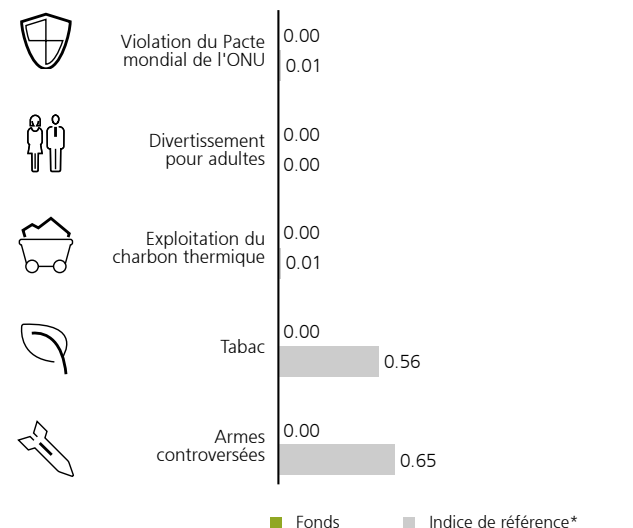 Violation du Pacte
mondial de l'ONU
0.00
0.01
Divertissement
pour adultes
0.00
0.00
Exploitation du
charbon thermique
0.00
0.01
Tabac
0.00
0.56
Armes
controversées
0.00
0.65
Fonds
Indice de référence*